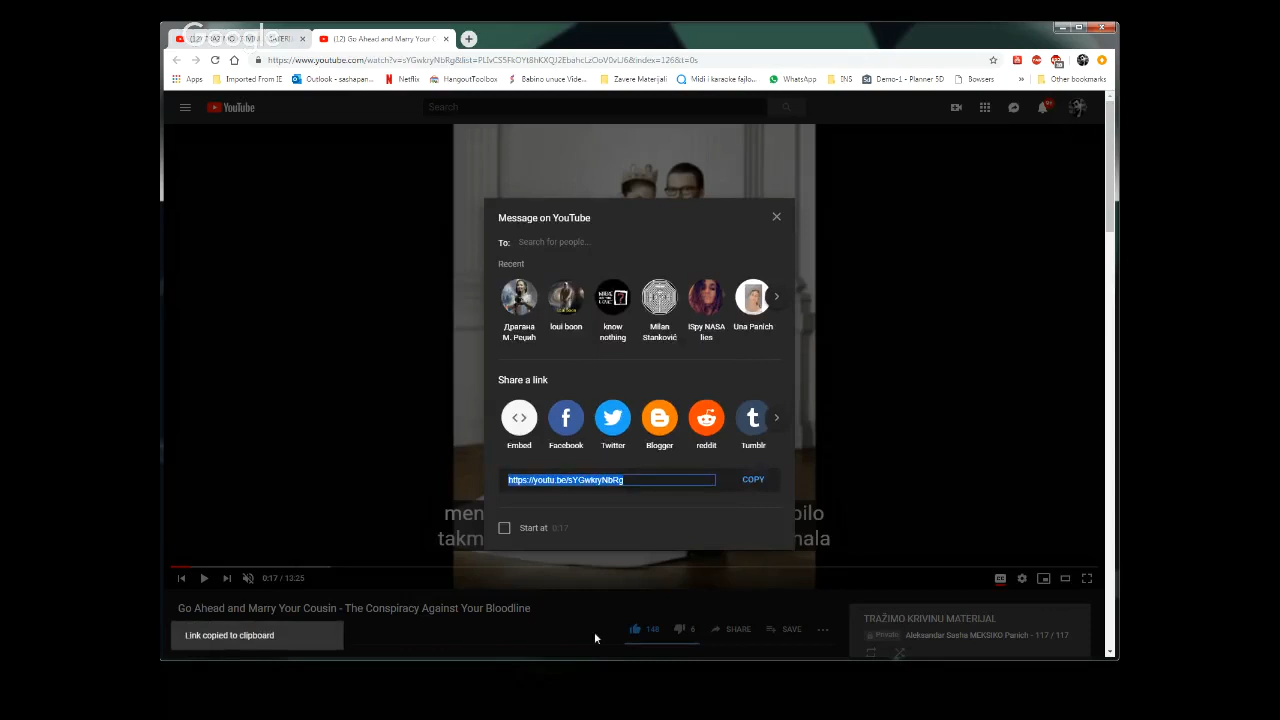 Google
(12) Go Ahead and Marry Your C
https://www.youtube.com/watch?v=sYGwkryNbRg&list=PLIvCS5FkOYt8hKXQJ2EbahcLzOoV0vLI6&index=126&t=0s
Apps
Imported From IE
Outlook - sashapan...
Netflix
HangoutToolbox
Babino unuce Vide...
Zavere Materijali
Midi i karaoke fajlo...
WhatsApp
INS
Demo-1 - Planner 5D
Bowsers
»
Other bookmarks
YouTube
Search
9+
Message on YouTube
To: Search for people...
Recent
Драгана М. Рецић
loui boon
know nothing
Milan Stanković
ISpy NASA lies
Una Panich
Share a link
Embed
Facebook
Twitter
Blogger
reddit
Tumblr
https://youtu.be/sYGwkryNbRg
COPY
men
bilo
takm
mala
Start at 0:17
0:17 / 13:25
Go Ahead and Marry Your Cousin - The Conspiracy Against Your Bloodline
Link copied to clipboard
148
6
SHARE
SAVE
TRAŽIMO KRIVINU MATERIJAL
Private
Aleksandar Sasha MEKSIKO Panich - 117 / 117